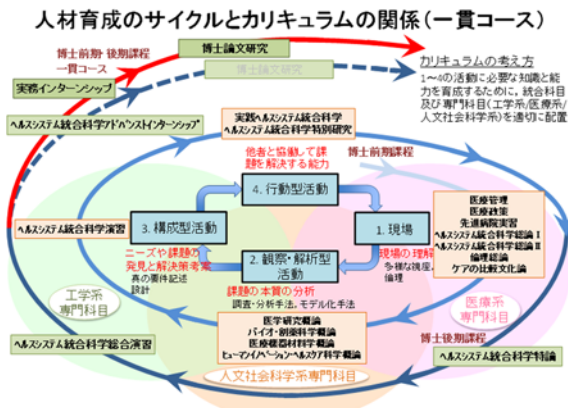 人材育成のサイクルとカリキュラムの関係(一貫コース)
博士前期・後期課程
一貫コース
博士論文研究
博士論文研究
実務インターンシップ
ヘルスシステム統合科学アドバンストインターンシップ
カリキュラムの考え方
1~4の活動に必要な知識と能
力を育成するために、統合科目
及び専門科目(工学系/医療系/
人文社会科学系)を適切に配置
実践ヘルスシステム統合科学
ヘルスシステム統合科学特別研究
他者と協働して課
題を解決する能力
博士前期課程
4. 行動型活動
3. 構成型活動
1. 現場
2. 観察・解析型
活動
ヘルスシステム統合科学演習
ニーズや課題の
発見と解決策考案
真の要件記述
設計
課題の本質の分析
調査・分析手法、モデル化手法
現場の理解
多様な視座、
倫理
医療管理
医療政策
先進病院実習
ヘルスシステム統合科学総論Ⅰ
ヘルスシステム統合科学総論Ⅱ
倫理総論
ケアの比較文化論
工学系
専門科目
医療系
専門科目
医学研究概論
バイオ・創薬科学概論
医療機器材料学概論
ヒューマンイノベーション・ヘルスケア科学概論
人文社会科学系専門科目
博士後期課程
ヘルスシステム統合科学総合演習
ヘルスシステム統合科学特論